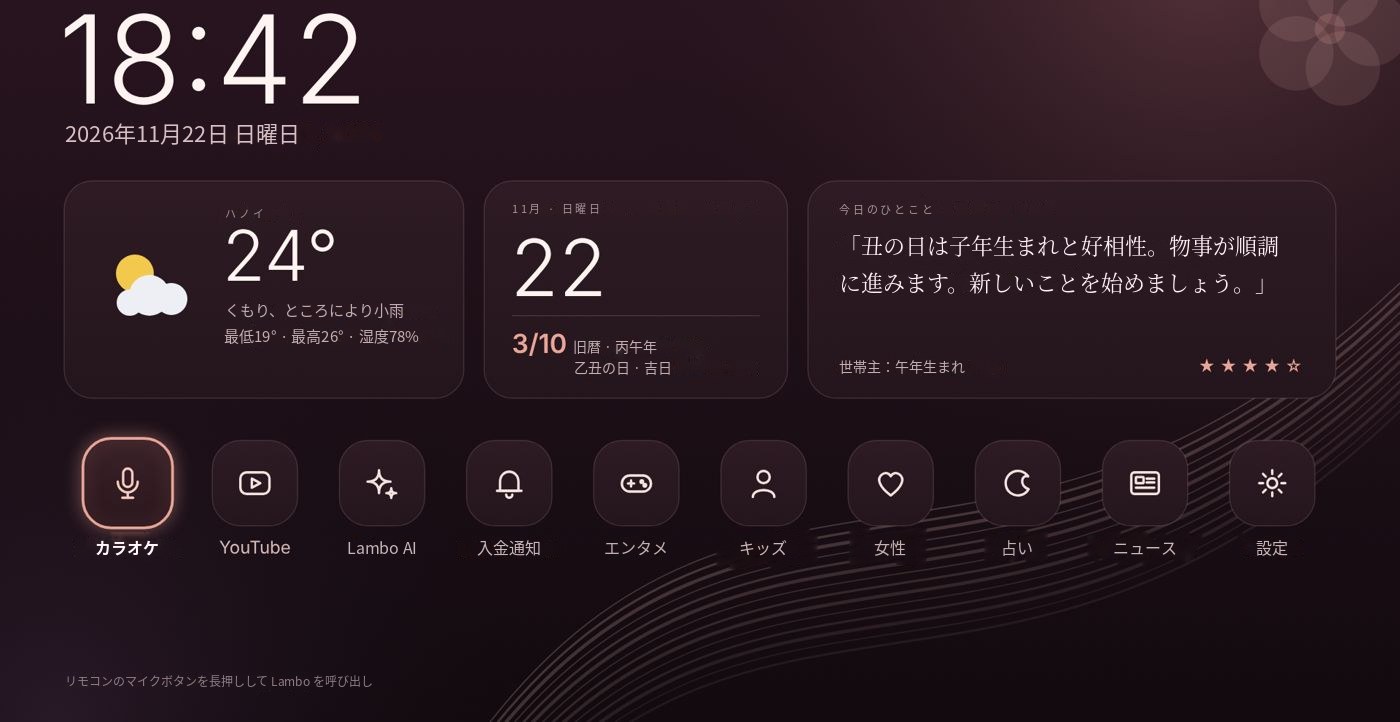 18:42
2026年11月22日 日曜日
ハノイ
24°
くもり、ところにより小雨
最低19° · 最高26° · 湿度78%
11月 · 日曜日
22
3/10 旧暦 · 丙午年
乙丑の日 · 吉日
今日のひとこと
「丑の日は子年生まれと好相性。物事が順調
に進みます。新しいことを始めましょう。」
世帯主：午年生まれ ★★★★☆
カラオケ
YouTube
Lambo AI
入金通知
エンタメ
キッズ
女性
占い
ニュース
設定
リモコンのマイクボタンを長押しして Lambo を呼び出し